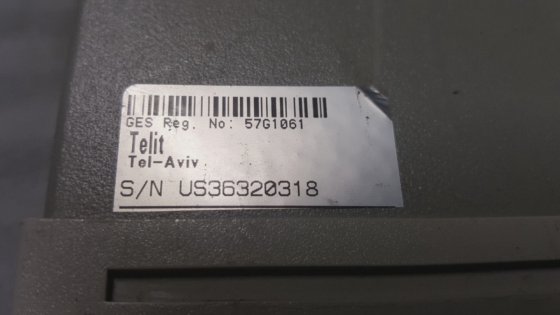 GES Reg. No: 57G1061
Telit
Tel-Aviv
S/N US36320318